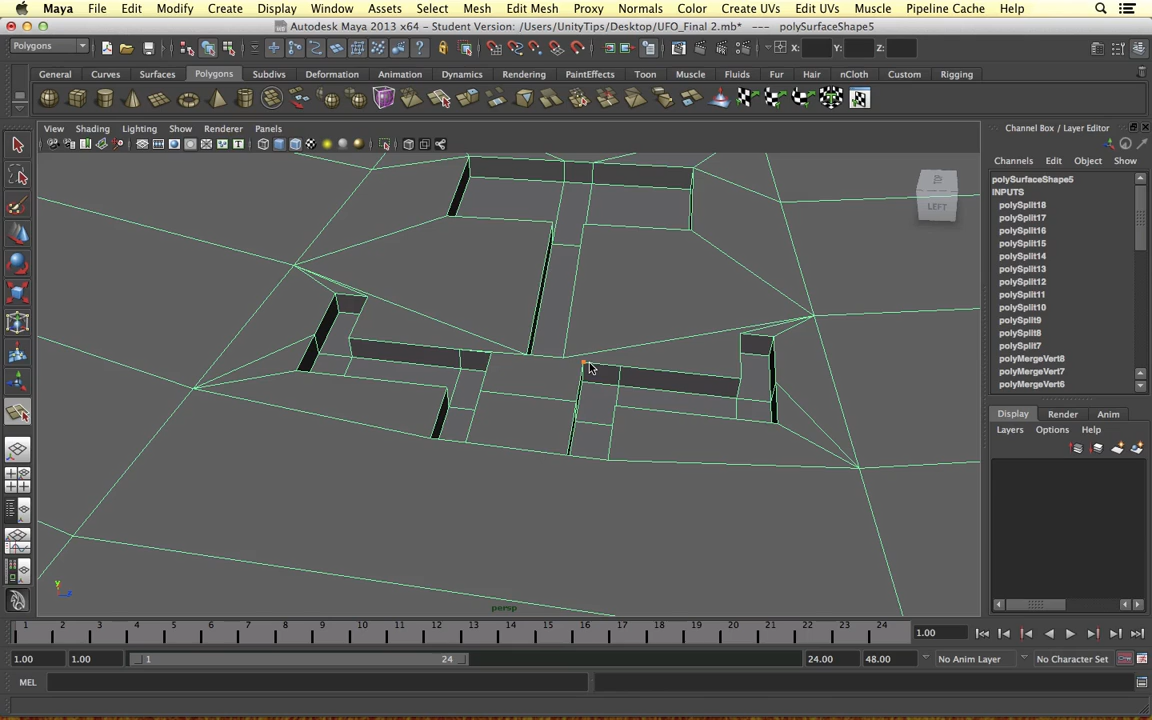 Maya File Edit Modify Create Display Window Assets Select Mesh Edit Mesh Proxy Normals Color Create UVs Edit UVs Muscle Pipeline Cache Help
Autodesk Maya 2013 x64 - Student Version: /Users/UnityTips/Desktop/UFO_Final 2.mb* --- polySurfaceShape5
Polygons X: Y: Z:
General Curves Surfaces Polygons Subdivs Deformation Animation Dynamics Rendering PaintEffects Toon Muscle Fluids Fur Hair nCloth Custom Rigging
View Shading Lighting Show Renderer Panels
Channel Box / Layer Editor
Channels Edit Object Show
polySurfaceShape5
INPUTS
polySplit18
polySplit17
polySplit16
polySplit15
polySplit14
polySplit13
polySplit12
polySplit11
polySplit10
polySplit9
polySplit8
polySplit7
polyMergeVert8
polyMergeVert7
polyMergeVert6
LEFT
Display Render Anim
Layers Options Help
persp
1 2 3 4 5 6 7 8 9 10 11 12 13 14 15 16 17 18 19 20 21 22 23 24 1.00
1.00 1.00 1 24 24.00 48.00 No Anim Layer No Character Set
MEL